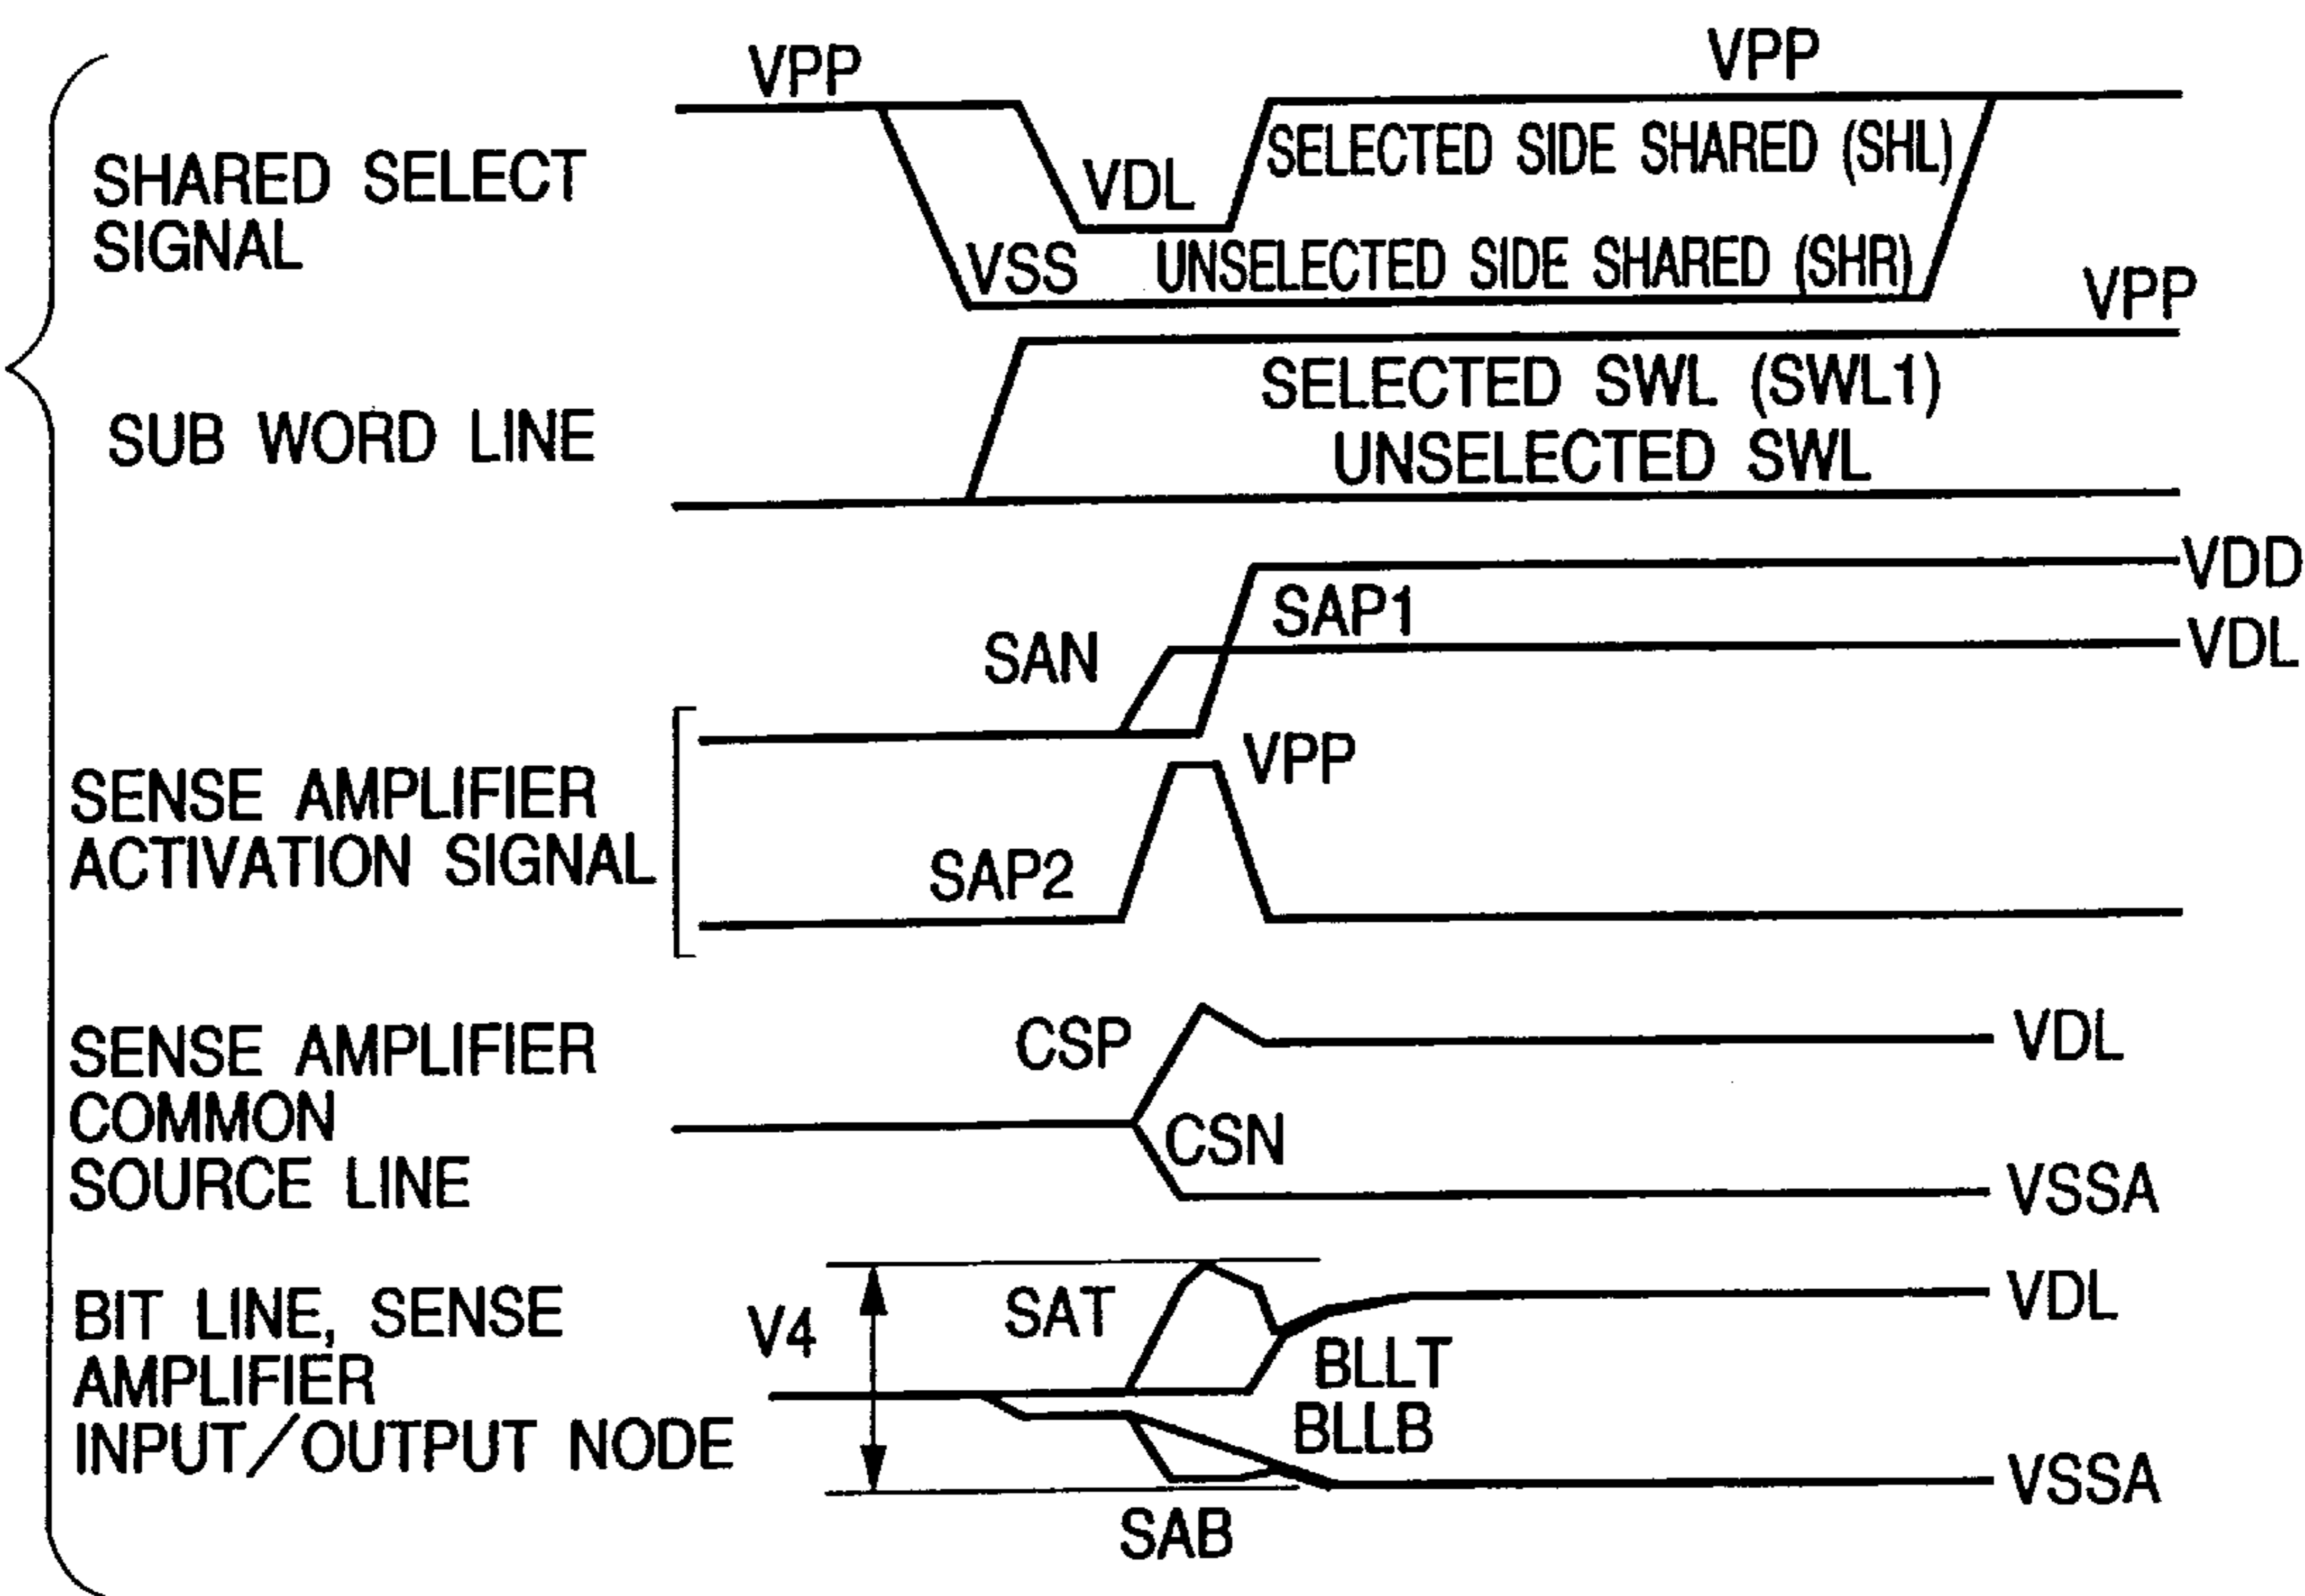 VPP
VPP
SHARED SELECT
SIGNAL
SELECTED SIDE SHARED (SHL)
VDL
VSS
UNSELECTED SIDE SHARED (SHR)
VPP
SUB WORD LINE
SELECTED SWL (SWL1)
UNSELECTED SWL
VDD
SAP1
SAN
VDL
VPP
SENSE AMPLIFIER
ACTIVATION SIGNAL
SAP2
SENSE AMPLIFIER
COMMON
SOURCE LINE
CSP
VDL
CSN
VSSA
BIT LINE, SENSE
AMPLIFIER
INPUT/OUTPUT NODE
V4
SAT
VDL
BLLT
BLLB
VSSA
SAB